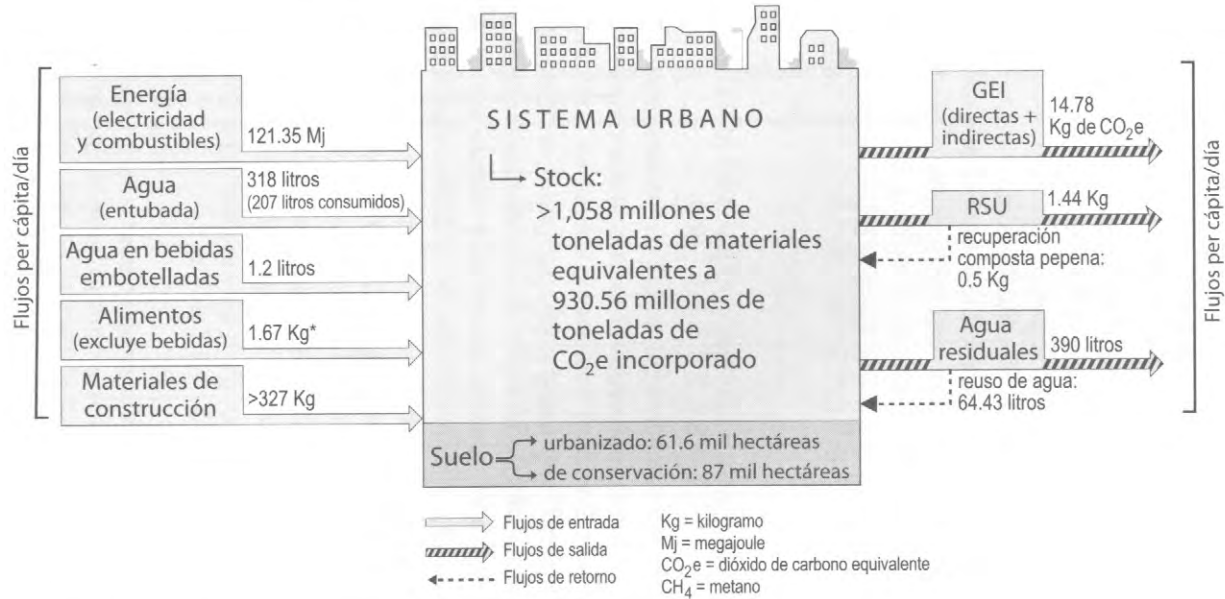 Flujos per cápita/día
Energía
(electricidad
y combustibles)
121.35 Mj
Agua
(entubada)
318 litros
(207 litros consumidos)
Agua en bebidas
embotelladas
1.2 litros
Alimentos
(excluye bebidas)
1.67 Kg*
Materiales de
construcción
>327 Kg
SISTEMA URBANO
Stock:
>1,058 millones de
toneladas de materiales
equivalentes a
930.56 millones de
toneladas de
CO₂e incorporado
Suelo
urbanizado: 61.6 mil hectáreas
de conservación: 87 mil hectáreas
GEI
(directas +
indirectas)
14.78
Kg de CO₂e
RSU
1.44 Kg
recuperación
composta pepena:
0.5 Kg
Agua
residuales
390 litros
reuso de agua:
64.43 litros
Flujos per cápita/día
Flujos de entrada
Flujos de salida
Flujos de retorno
Kg = kilogramo
Mj = megajoule
CO₂e = dióxido de carbono equivalente
CH₄ = metano